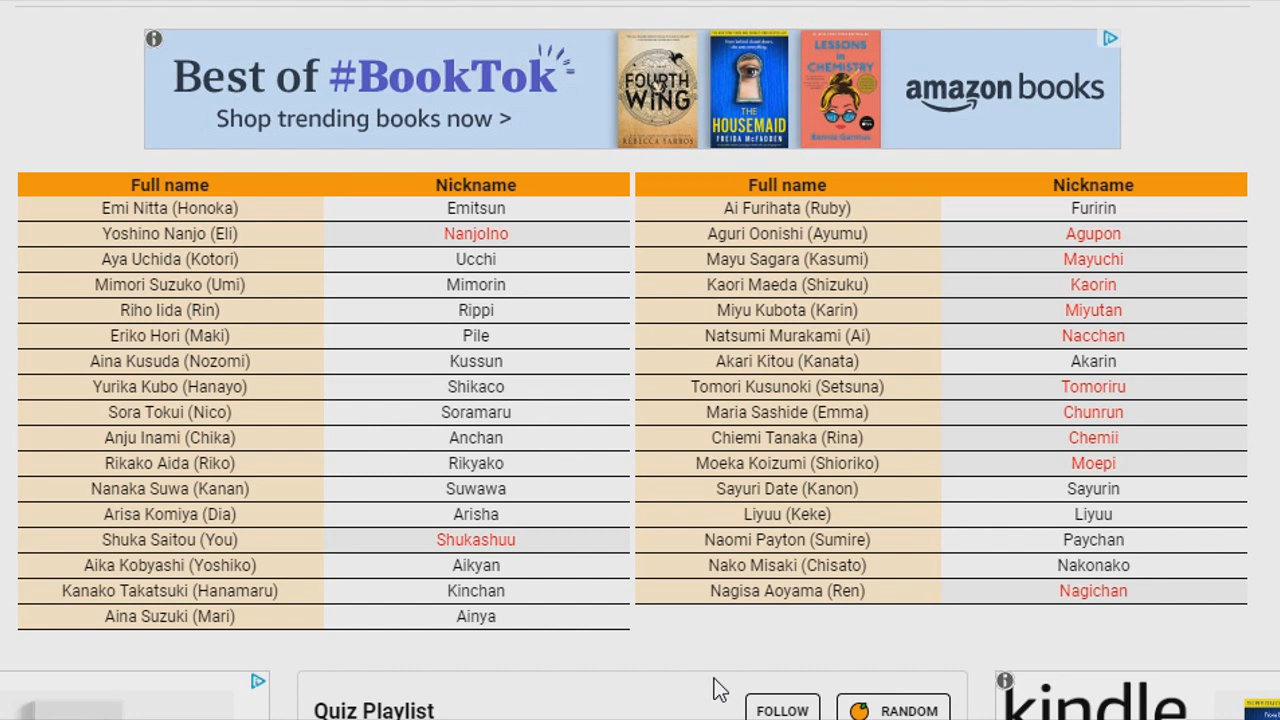 Best of #BookTok
Shop trending books now >
FOURTH
WING
REBECCA YARROS
THE
HOUSEMAID
FREIDA McFADDEN
LESSONS
in
CHEMISTRY
Bonnie Garmus
amazon books
Full name Nickname
Emi Nitta (Honoka) Emitsun
Yoshino Nanjo (Eli) Nanjolno
Aya Uchida (Kotori) Ucchi
Mimori Suzuko (Umi) Mimorin
Riho Iida (Rin) Rippi
Eriko Hori (Maki) Pile
Aina Kusuda (Nozomi) Kussun
Yurika Kubo (Hanayo) Shikaco
Sora Tokui (Nico) Soramaru
Anju Inami (Chika) Anchan
Rikako Aida (Riko) Rikyako
Nanaka Suwa (Kanan) Suwawa
Arisa Komiya (Dia) Arisha
Shuka Saitou (You) Shukashuu
Aika Kobyashi (Yoshiko) Aikyan
Kanako Takatsuki (Hanamaru) Kinchan
Aina Suzuki (Mari) Ainya
Full name Nickname
Ai Furihata (Ruby) Furirin
Aguri Oonishi (Ayumu) Agupon
Mayu Sagara (Kasumi) Mayuchi
Kaori Maeda (Shizuku) Kaorin
Miyu Kubota (Karin) Miyutan
Natsumi Murakami (Ai) Nacchan
Akari Kitou (Kanata) Akarin
Tomori Kusunoki (Setsuna) Tomoriru
Maria Sashide (Emma) Chunrun
Chiemi Tanaka (Rina) Chemii
Moeka Koizumi (Shioriko) Moepi
Sayuri Date (Kanon) Sayurin
Liyuu (Keke) Liyuu
Naomi Payton (Sumire) Paychan
Nako Misaki (Chisato) Nakonako
Nagisa Aoyama (Ren) Nagichan
Quiz Playlist
FOLLOW
RANDOM
kindle